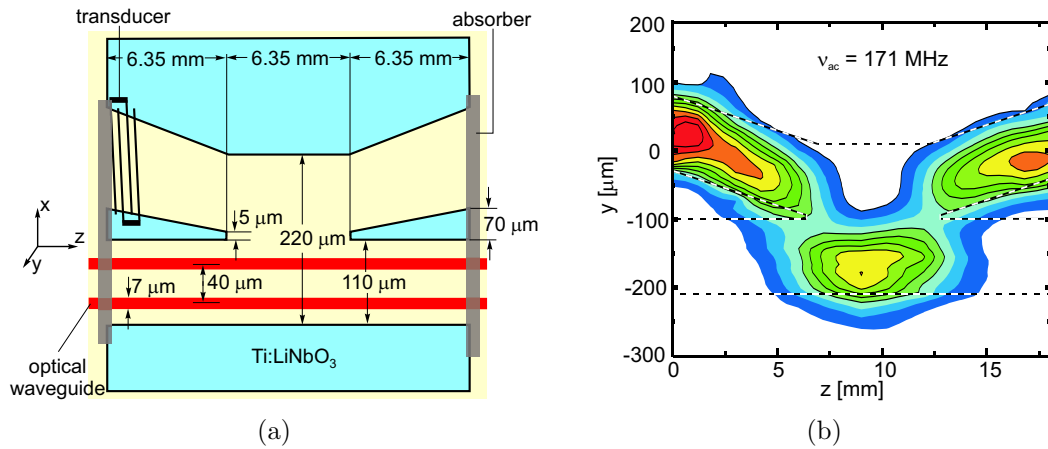 transducer
absorber
6.35 mm
6.35 mm
6.35 mm
x
z
y
5 μm
70 μm
220 μm
110 μm
7 μm
40 μm
optical
waveguide
Ti:LiNbO₃
(a)
200
100
0
-100
-200
-300
y [μm]
νac = 171 MHz
0
5
10
15
z [mm]
(b)